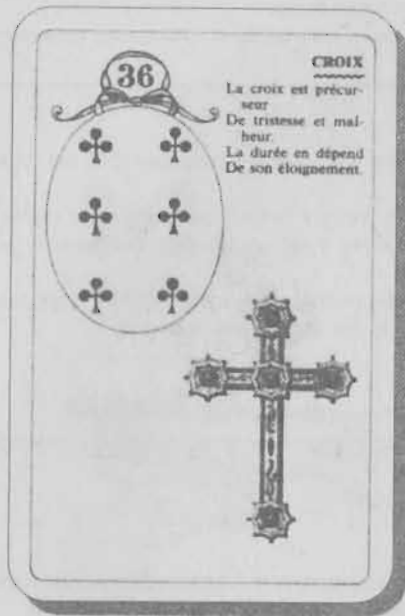 36
CROIX
La croix est précur-
seur
De tristesse et mal-
heur.
La durée en dépend
De son éloignement.